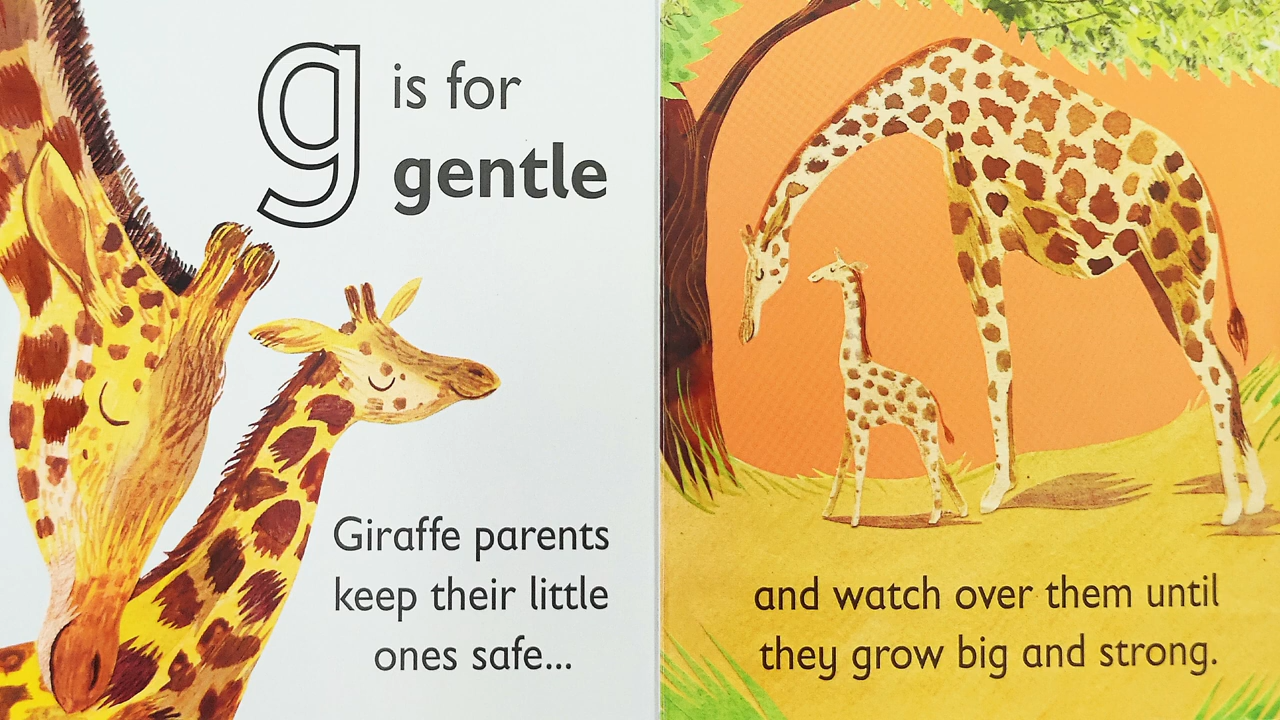 g is for
gentle
Giraffe parents
keep their little
ones safe...
and watch over them until
they grow big and strong.